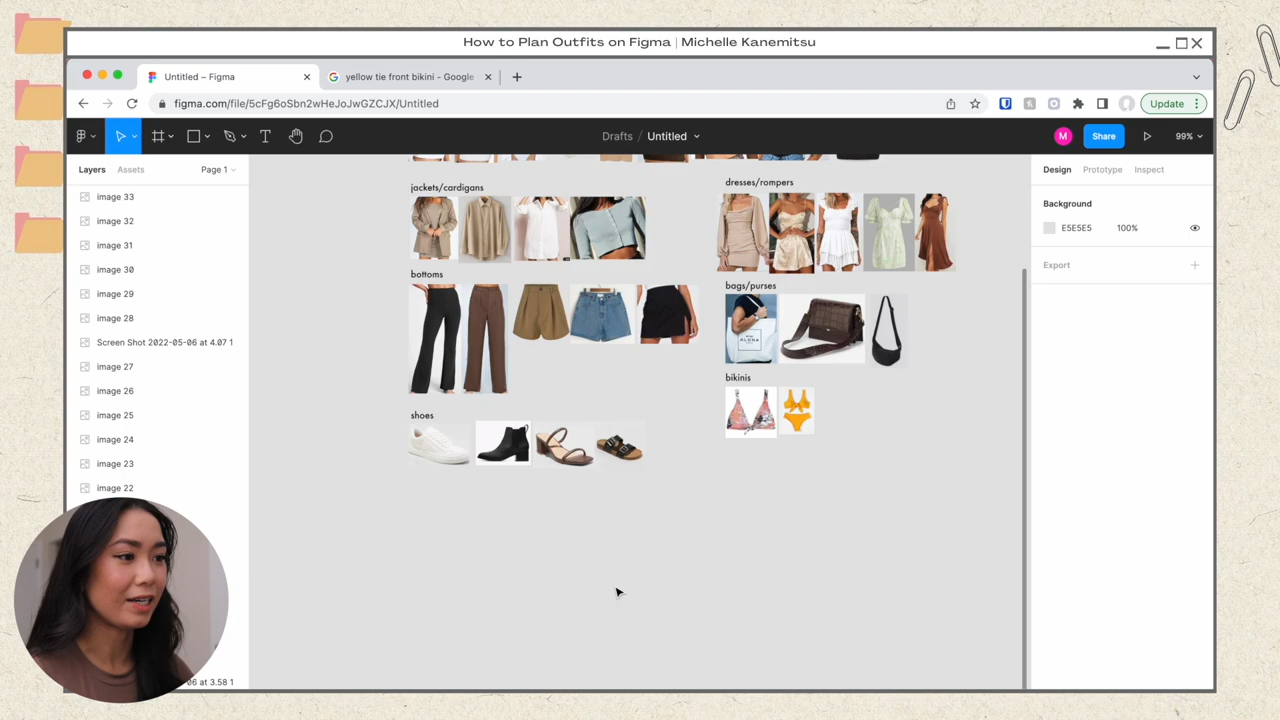 How to Plan Outfits on Figma | Michelle Kanemitsu
Untitled – Figma
yellow tie front bikini - Google
figma.com/file/5cFg6oSbn2wHeJoJwGZCJX/Untitled
Update
Drafts / Untitled
M
Share
99%
Layers
Assets
Page 1
image 33
image 32
image 31
image 30
image 29
image 28
Screen Shot 2022-05-06 at 4.07 1
image 27
image 26
image 25
image 24
image 23
image 22
06 at 3.58 1
jackets/cardigans
bottoms
shoes
dresses/rompers
bags/purses
ALOHA
bikinis
Design
Prototype
Inspect
Background
E5E5E5
100%
Export